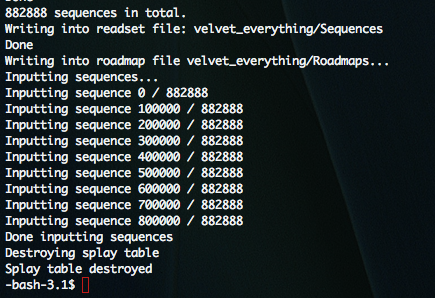 882888 sequences in total.
Writing into readset file: velvet_everything/Sequences
Done
Writing into roadmap file velvet_everything/Roadmaps...
Inputting sequences...
Inputting sequence 0 / 882888
Inputting sequence 100000 / 882888
Inputting sequence 200000 / 882888
Inputting sequence 300000 / 882888
Inputting sequence 400000 / 882888
Inputting sequence 500000 / 882888
Inputting sequence 600000 / 882888
Inputting sequence 700000 / 882888
Inputting sequence 800000 / 882888
Done inputting sequences
Destroying splay table
Splay table destroyed
-bash-3.1$